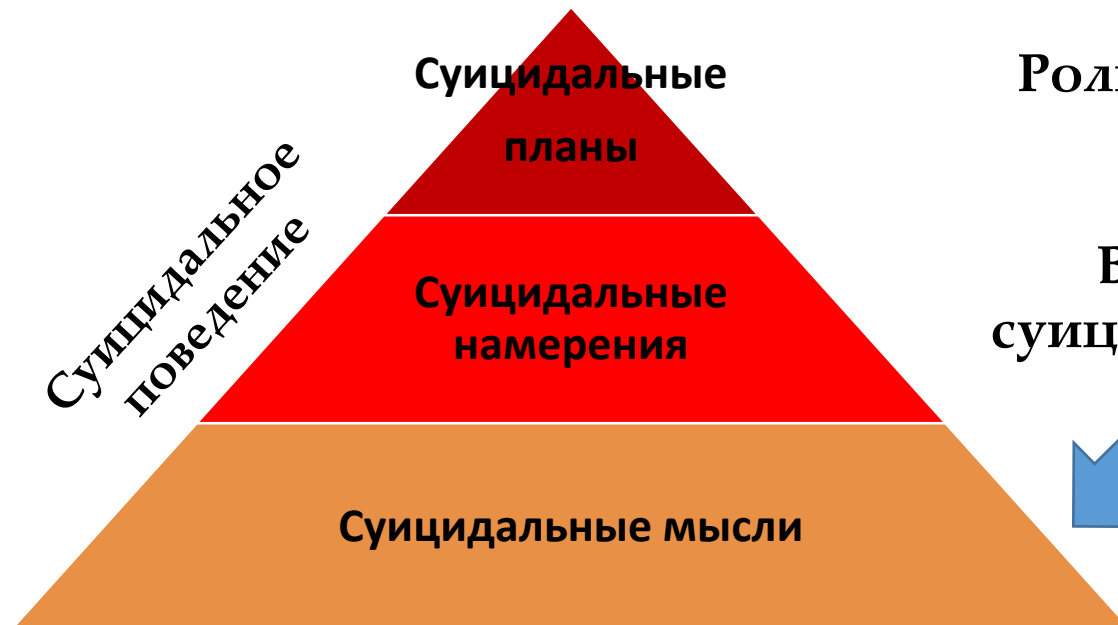 Суицидальные
планы
Суицидальное
поведение
Суицидальные
намерения
Суицидальные мысли